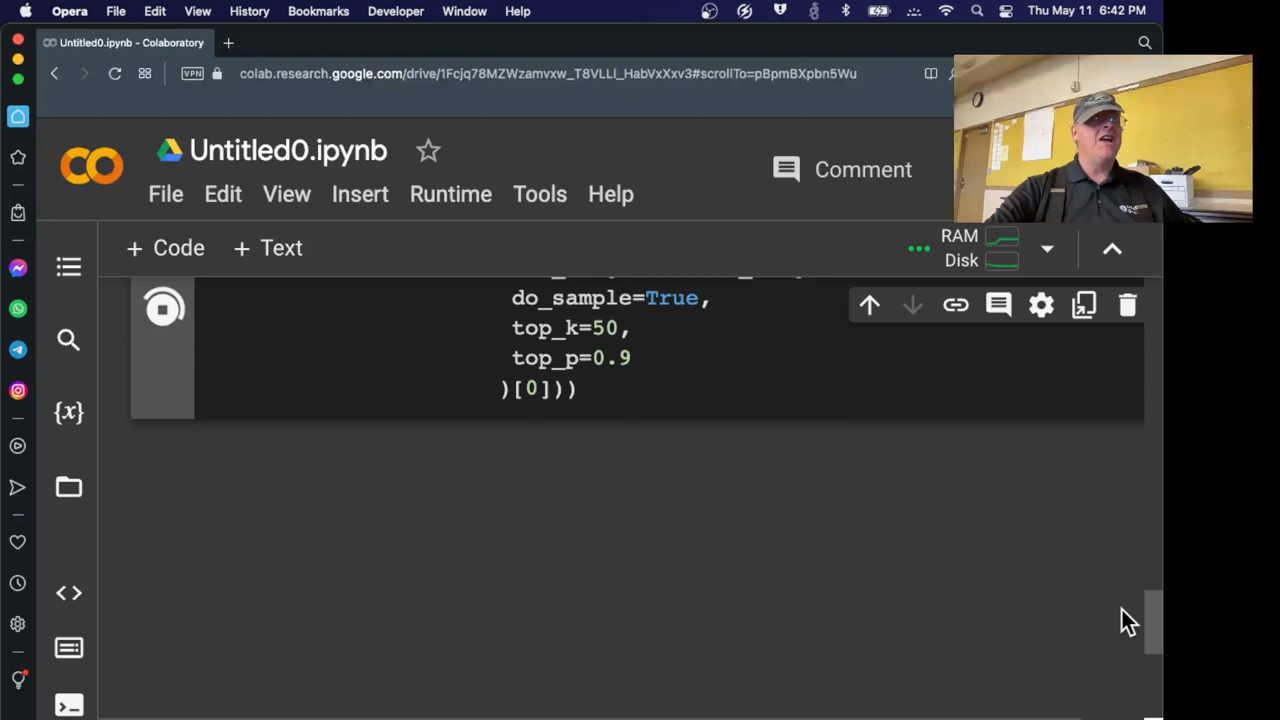 Opera File Edit View History Bookmarks Developer Window Help Thu May 11 6:42 PM
Untitled0.ipynb - Colaboratory
VPN colab.research.google.com/drive/1Fcjq78MZWzamvxw_T8VLLl_HabVxXxv3#scrollTo=pBpmBXpbn5Wu
Untitled0.ipynb
Comment
File Edit View Insert Runtime Tools Help
+ Code + Text
RAM
Disk
do_sample=True,
top_k=50,
top_p=0.9
)[0]))